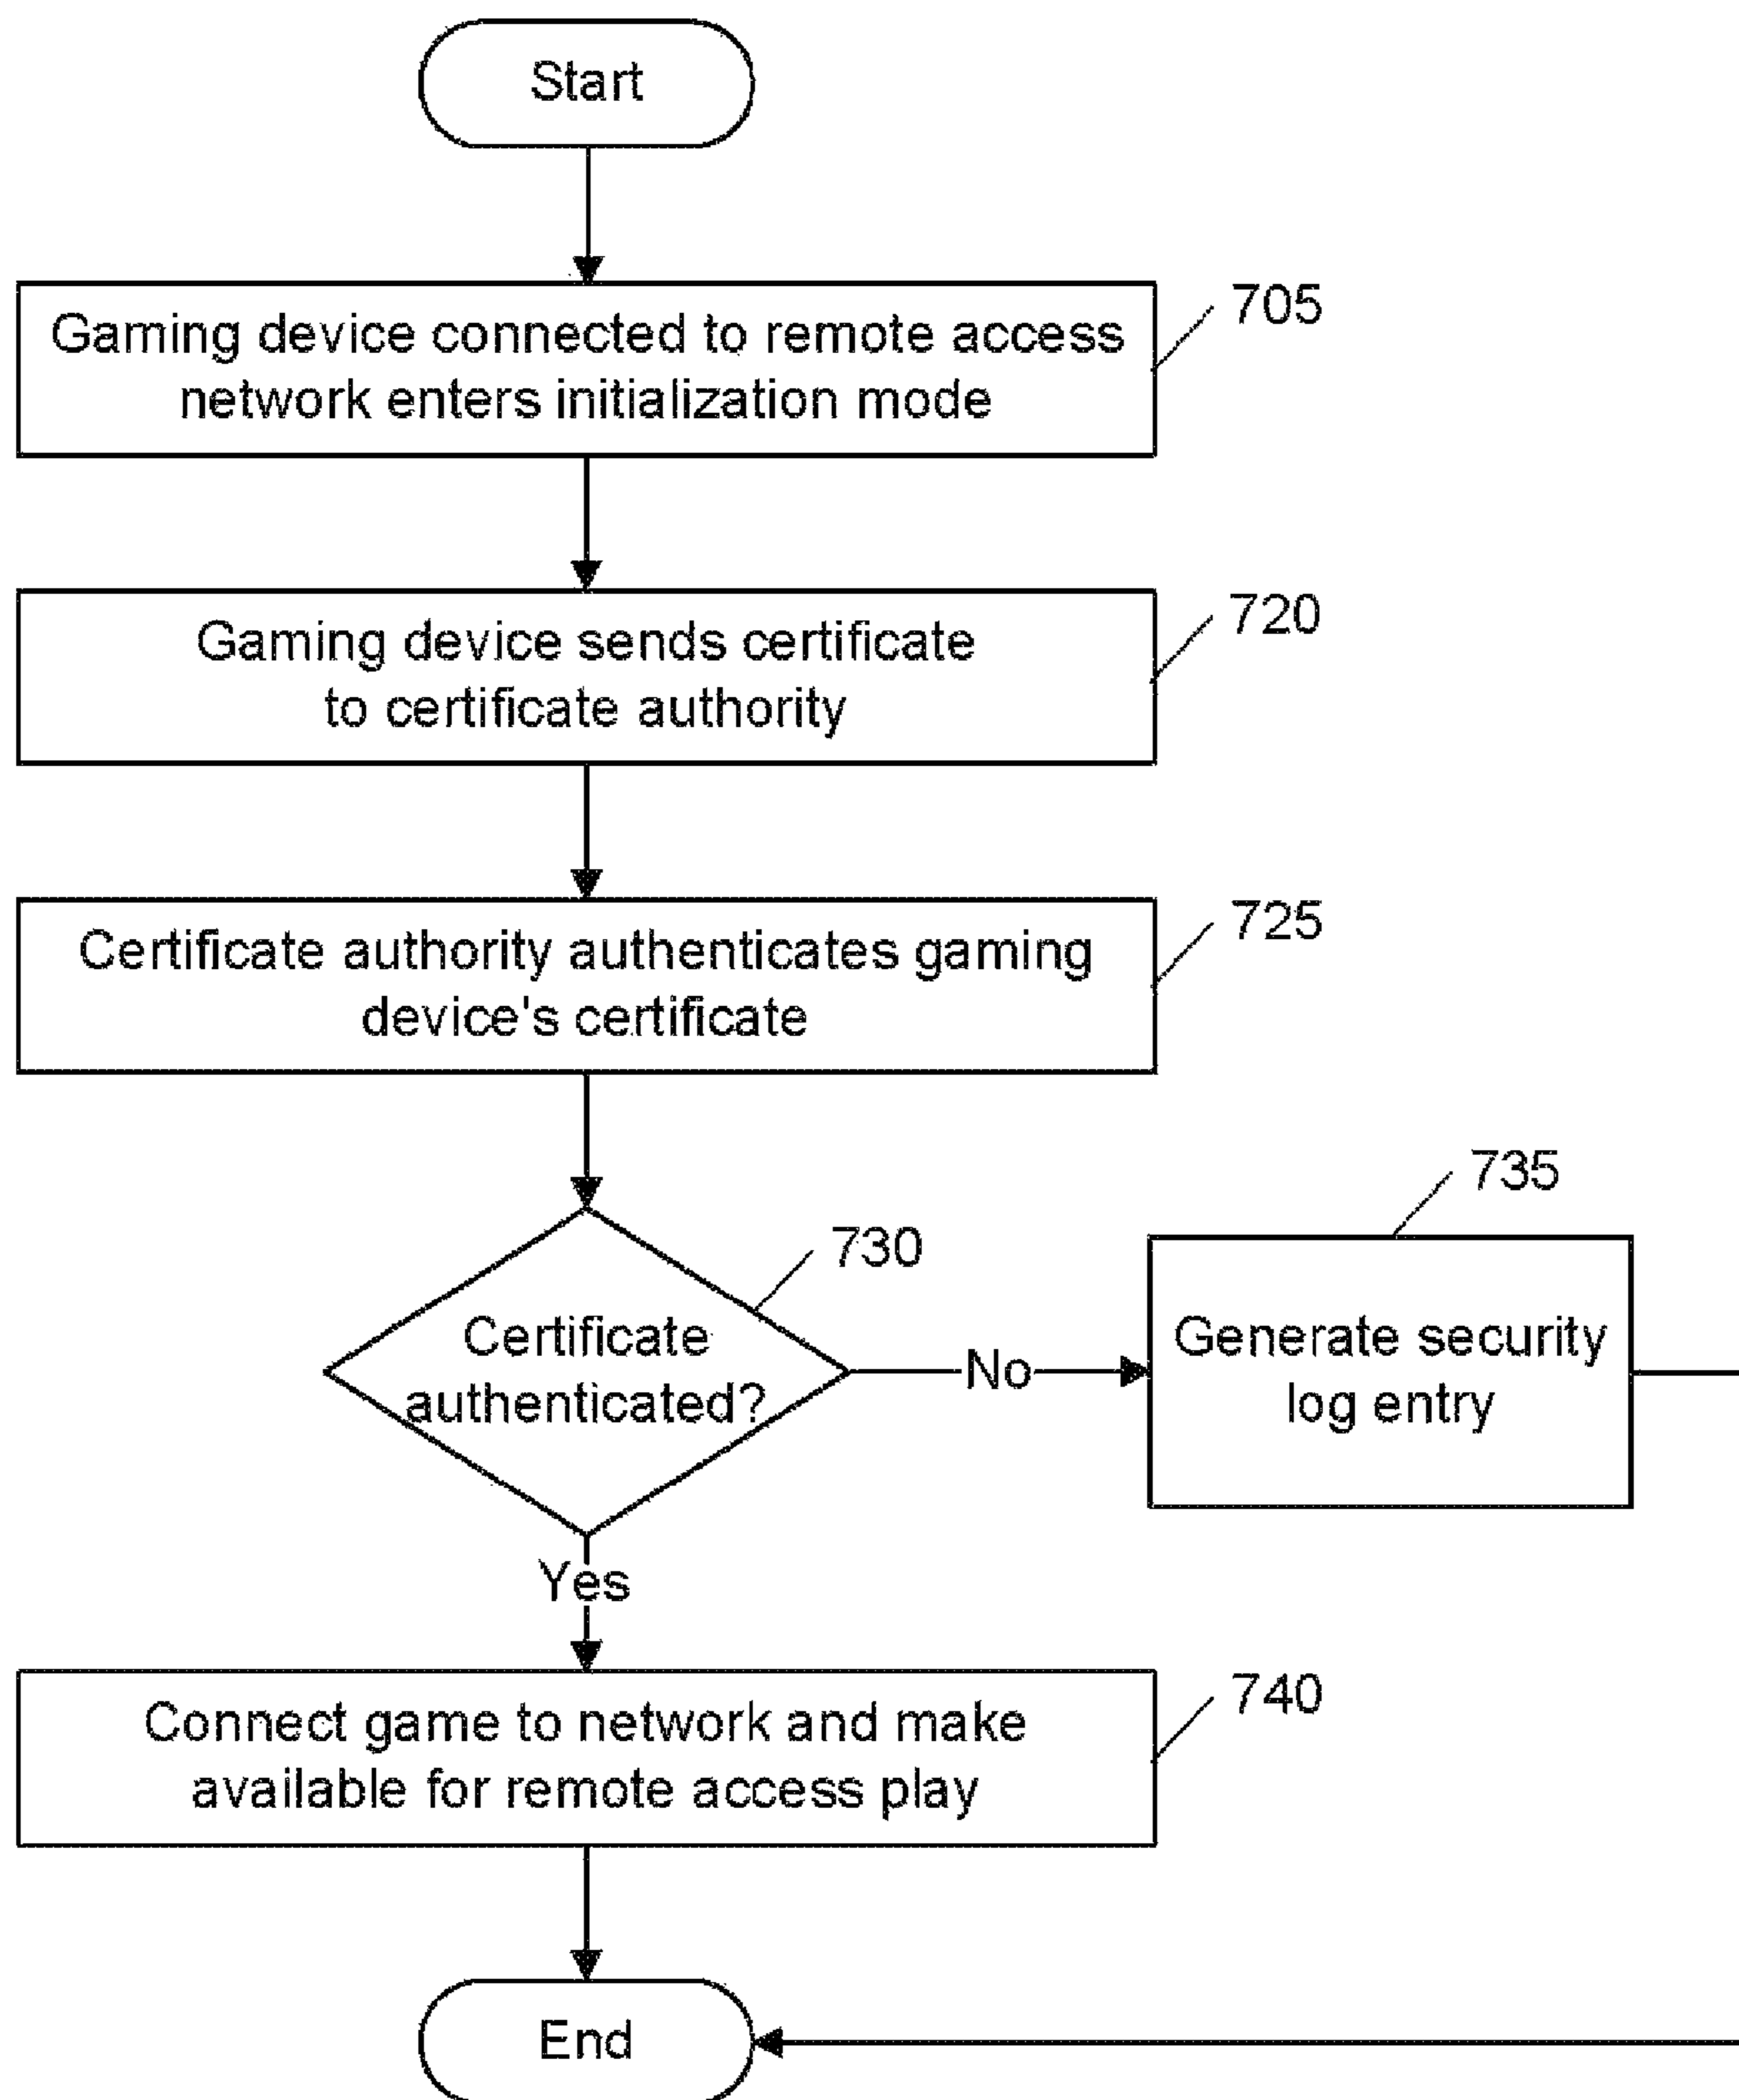 Start
Gaming device connected to remote access
network enters initialization mode
705
Gaming device sends certificate
to certificate authority
720
Certificate authority authenticates gaming
device's certificate
725
Certificate
authenticated?
730
No
Generate security
log entry
735
Yes
Connect game to network and make
available for remote access play
740
End